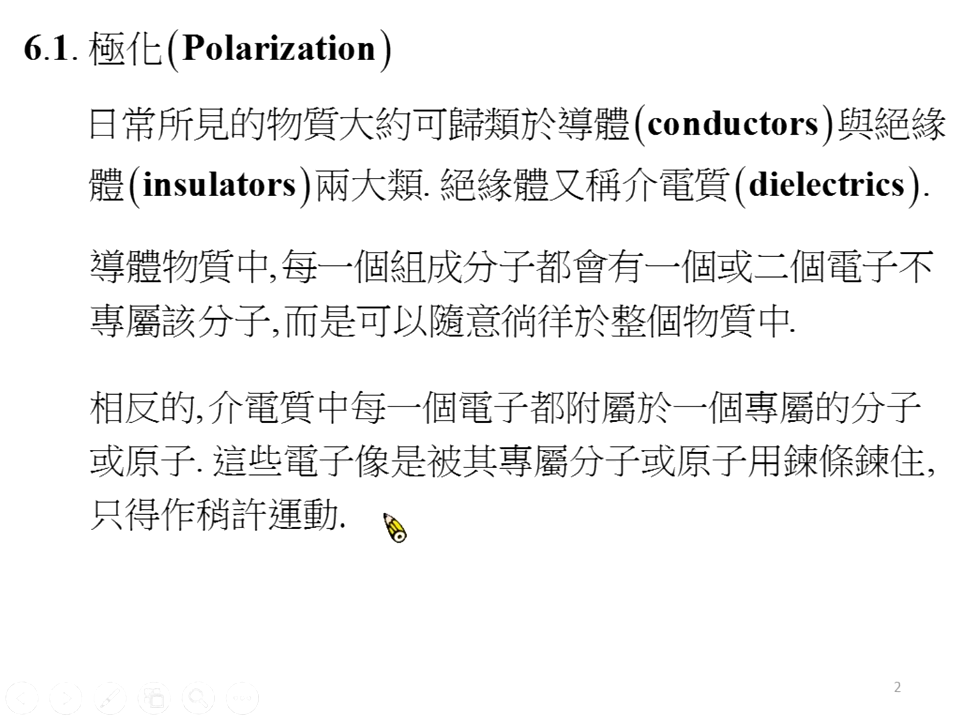 6.1. 極化(Polarization)
日常所見的物質大約可歸類於導體(conductors)與絕緣
體(insulators)兩大類. 絕緣體又稱介電質(dielectrics).
導體物質中,每一個組成分子都會有一個或二個電子不
專屬該分子,而是可以隨意徜徉於整個物質中.
相反的,介電質中每一個電子都附屬於一個專屬的分子
或原子. 這些電子像是被其專屬分子或原子用鍊條鍊住,
只得作稍許運動.
2